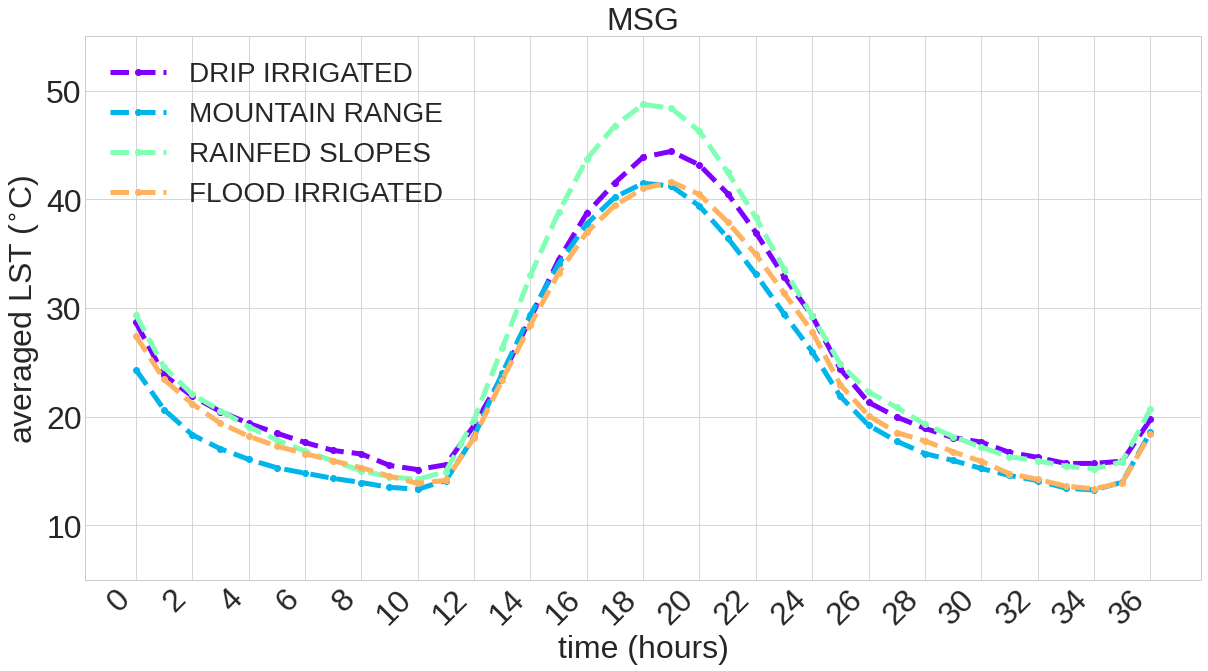 MSG
DRIP IRRIGATED
MOUNTAIN RANGE
RAINFED SLOPES
FLOOD IRRIGATED
averaged LST (°C)
50
40
30
20
10
0 2 4 6 8 10 12 14 16 18 20 22 24 26 28 30 32 34 36
time (hours)